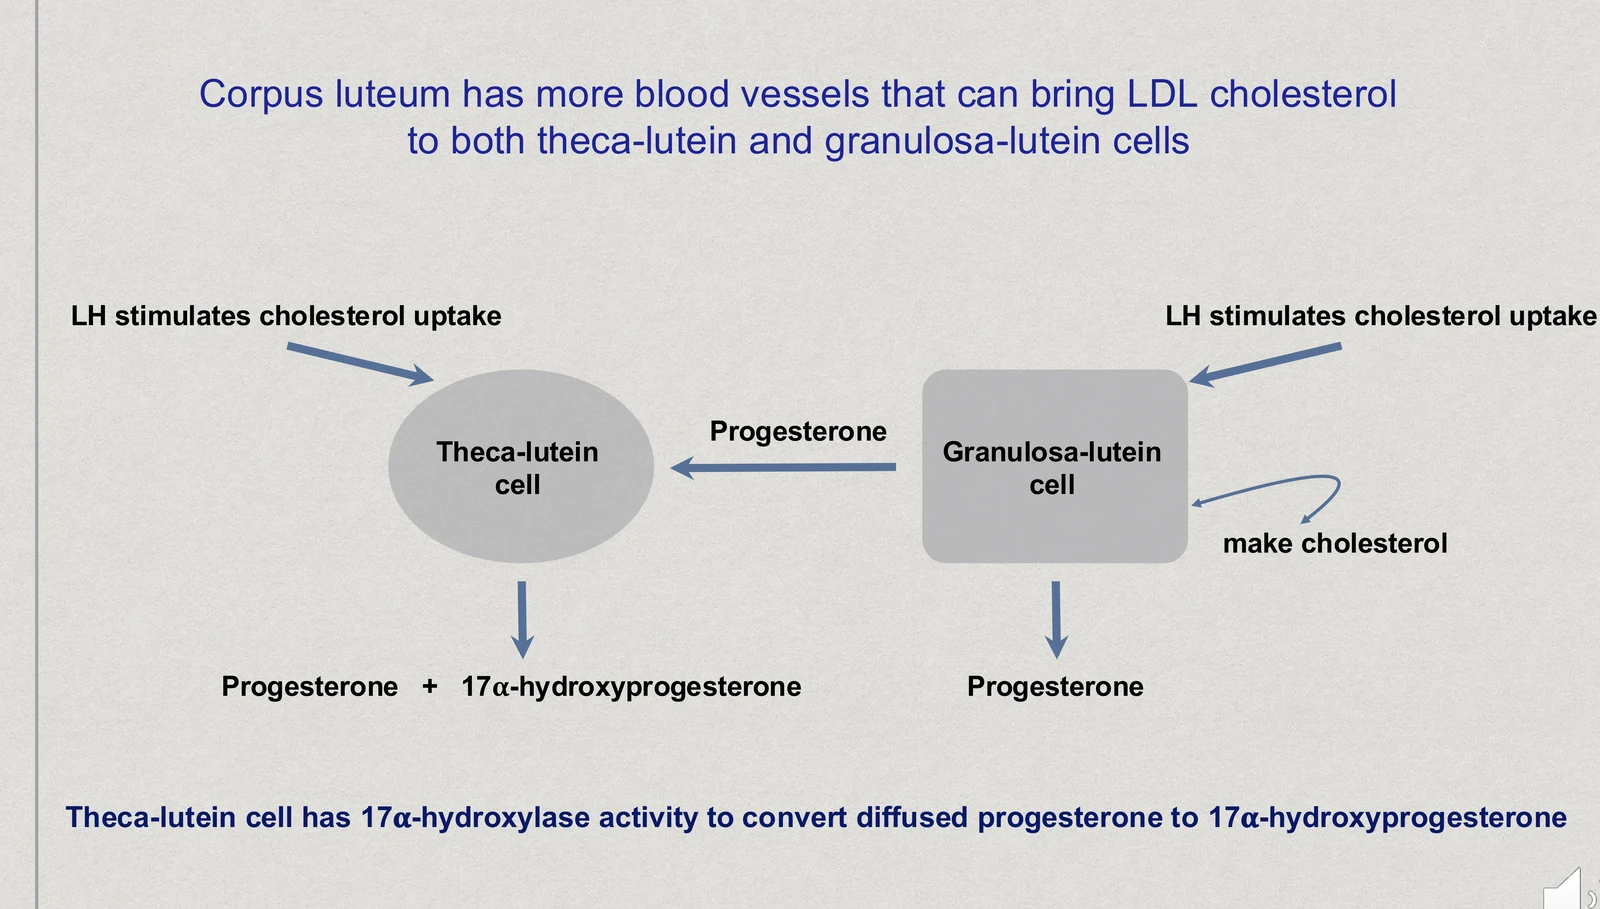 Corpus luteum has more blood vessels that can bring LDL cholesterol
to both theca-lutein and granulosa-lutein cells
LH stimulates cholesterol uptake
LH stimulates cholesterol uptake
Progesterone
Theca-lutein
cell
Granulosa-lutein
cell
make cholesterol
Progesterone + 17α-hydroxyprogesterone
Progesterone
Theca-lutein cell has 17α-hydroxylase activity to convert diffused progesterone to 17α-hydroxyprogesterone